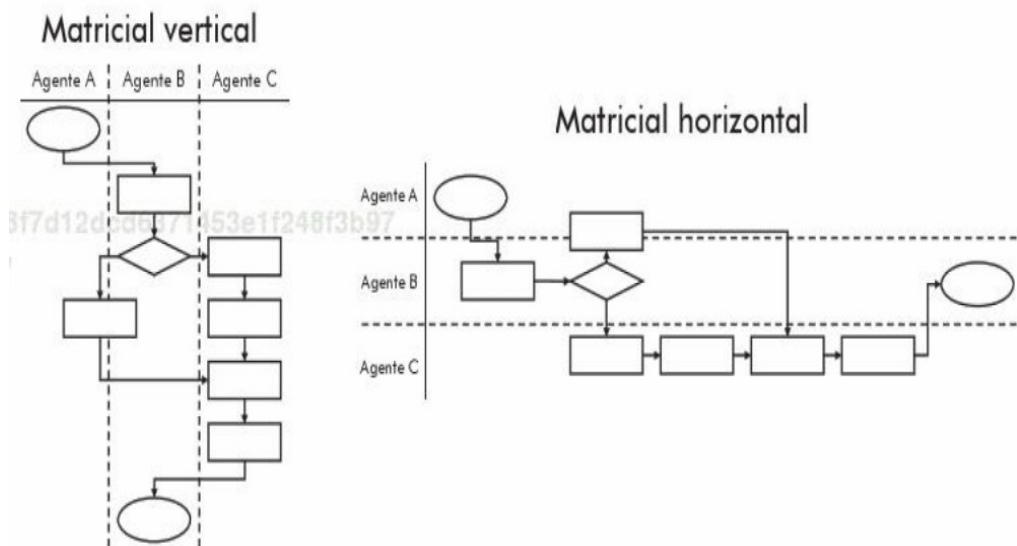 Matricial vertical
Agente A Agente B Agente C
Matricial horizontal
Agente A
Agente B
Agente C